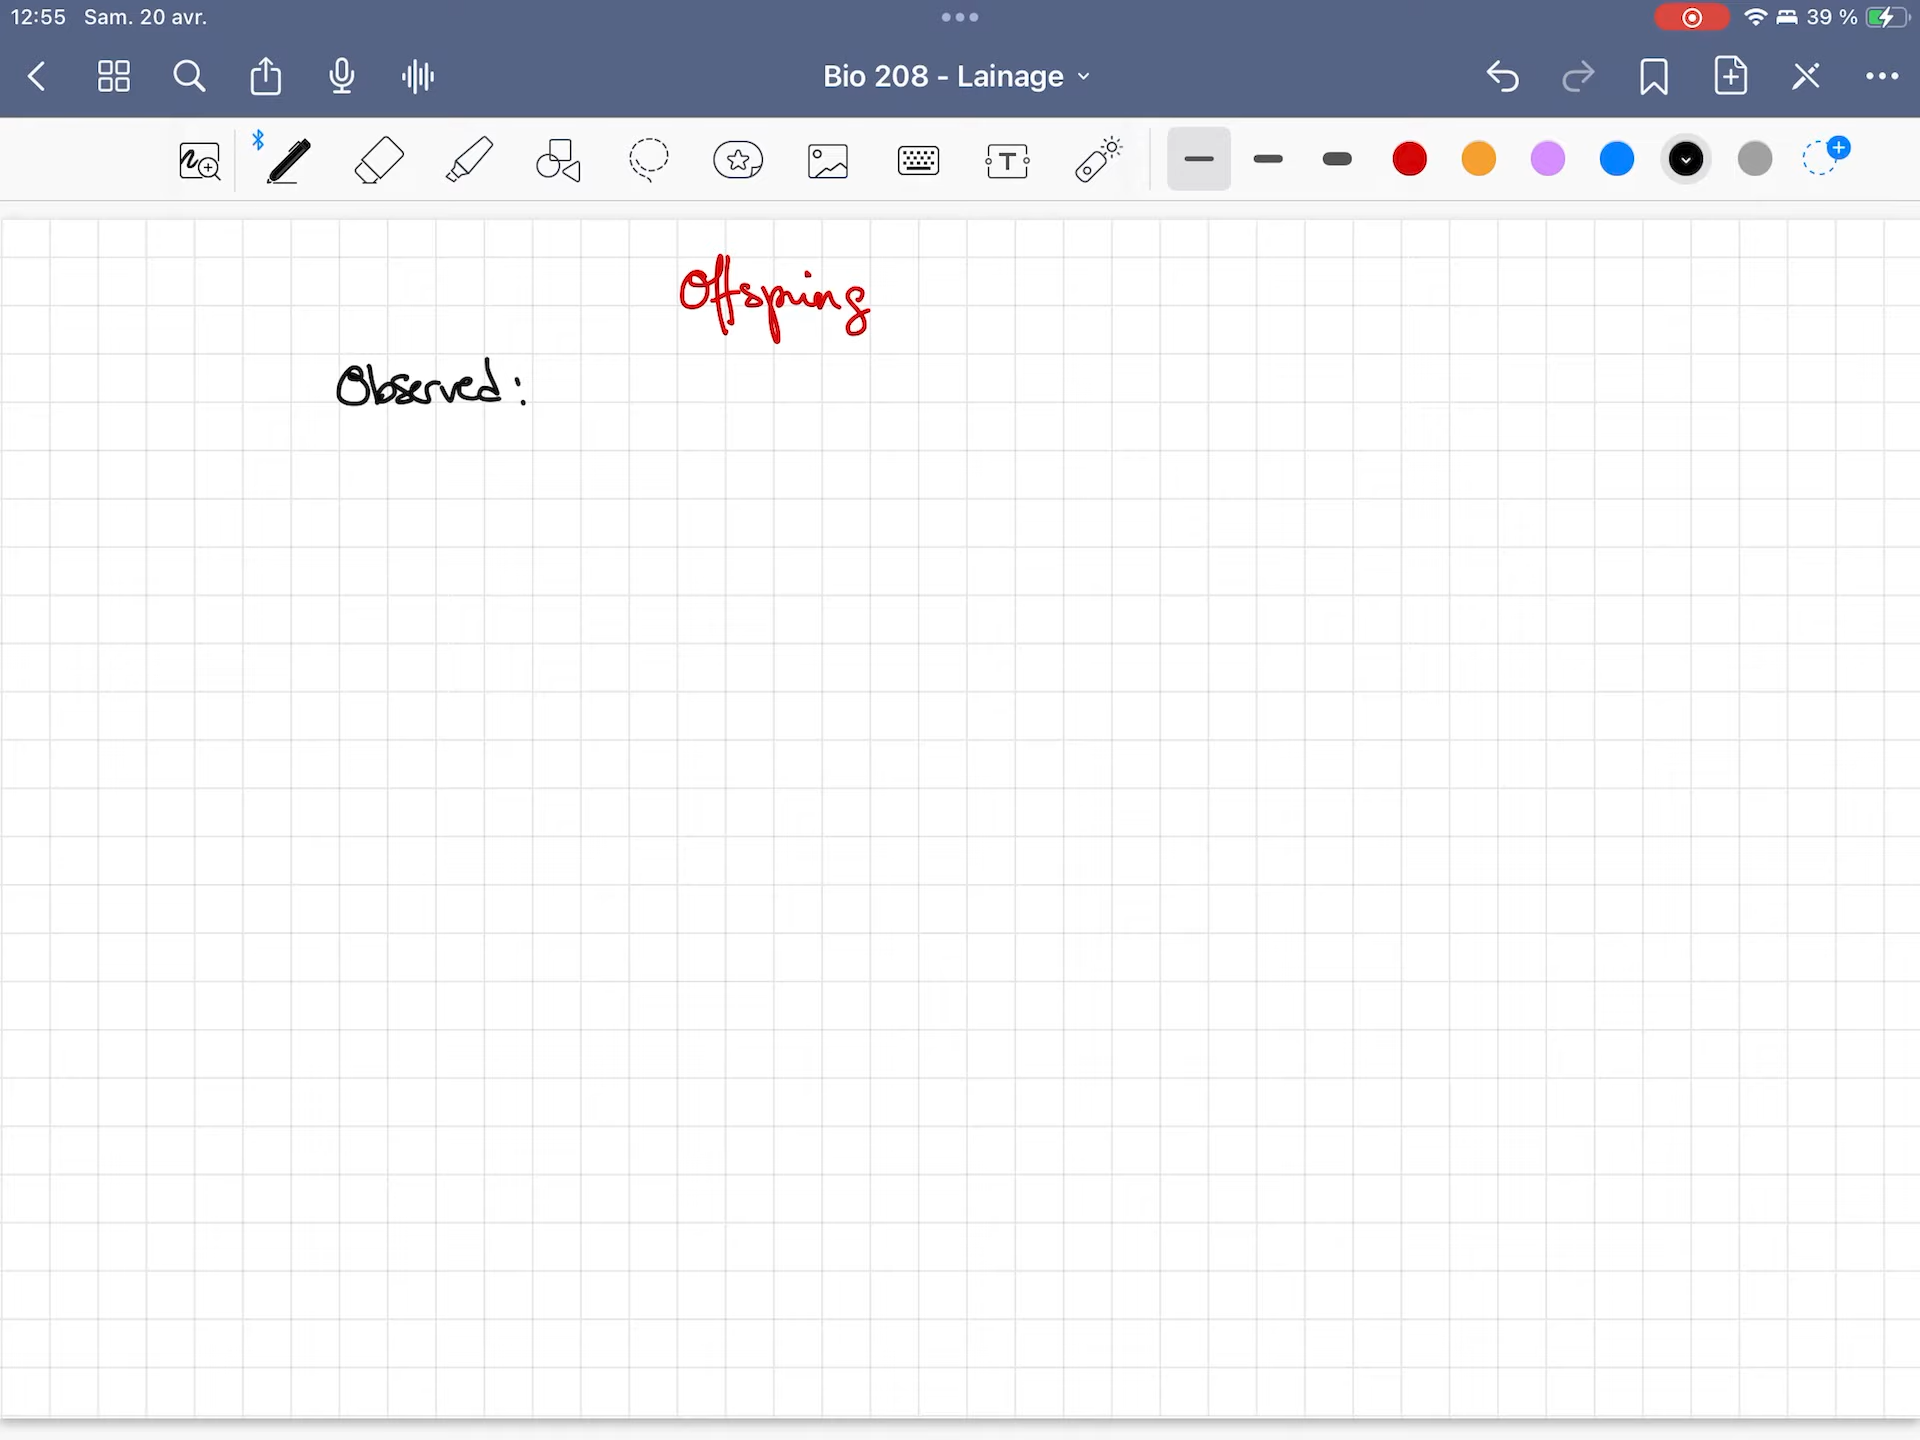 12:55 Sam. 20 avr. 39 %
Bio 208 - Lainage
T
Offspring
Observed: